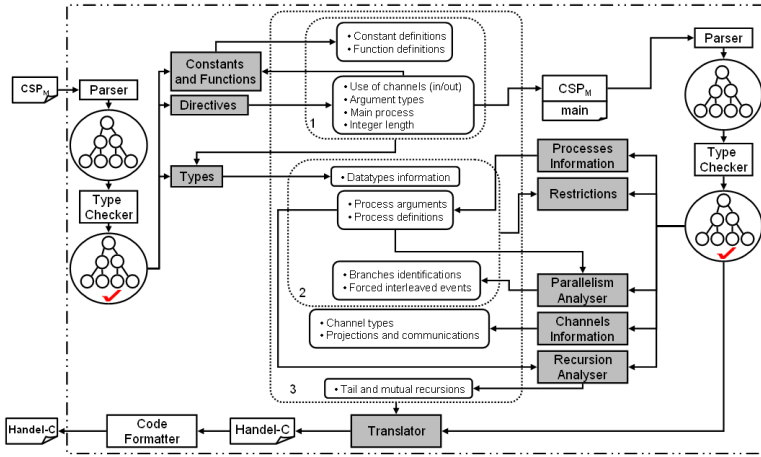 CSPM
Parser
Type
Checker
Constants
and Functions
Directives
Types
• Constant definitions
• Function definitions
• Use of channels (in/out)
• Argument types
• Main process
• Integer length
1
CSPM
main
Parser
Type
Checker
• Datatypes information
• Process arguments
• Process definitions
• Branches identifications
• Forced interleaved events
2
Processes
Information
Restrictions
Parallelism
Analyser
Channels
Information
Recursion
Analyser
• Channel types
• Projections and communications
3
• Tail and mutual recursions
Handel-C
Code
Formatter
Handel-C
Translator